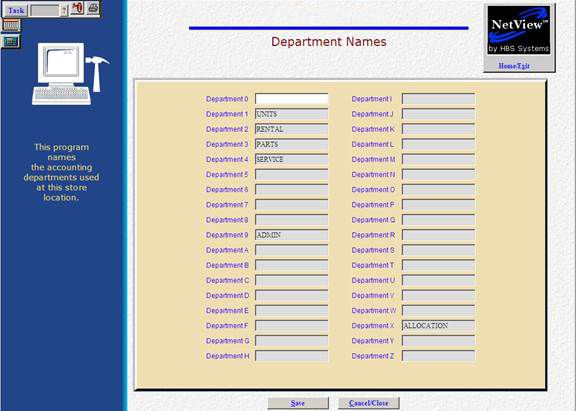 Task
?
NetView™
by HBS Systems
Home/Exit
Department Names
This program
names
the accounting
departments used
at this store
location.
Department 0
Department 1 UNITS
Department 2 RENTAL
Department 3 PARTS
Department 4 SERVICE
Department 5
Department 6
Department 7
Department 8
Department 9 ADMIN
Department A
Department B
Department C
Department D
Department E
Department F
Department G
Department H
Department I
Department J
Department K
Department L
Department M
Department N
Department O
Department P
Department Q
Department R
Department S
Department T
Department U
Department V
Department W
Department X ALLOCATION
Department Y
Department Z
Save
Cancel/Close